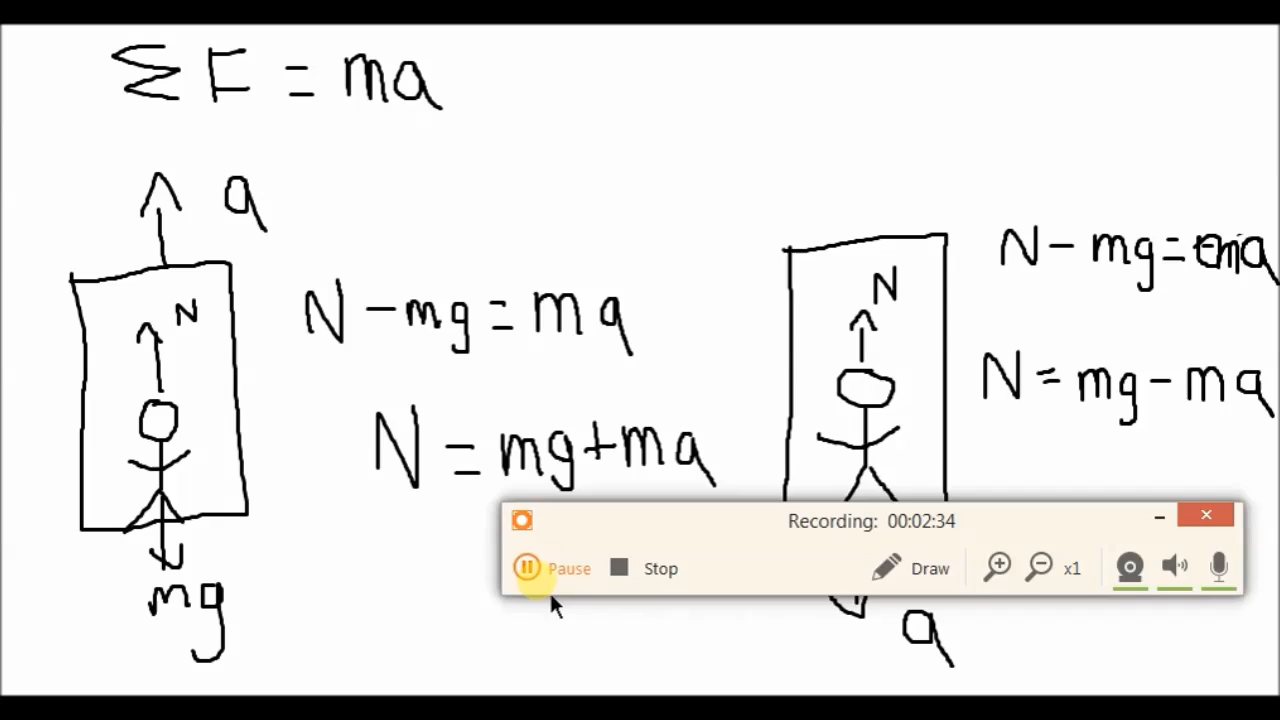 ΣF = ma
a
N
N - mg = ma
N = mg + ma
mg
N
N - mg = -ma
N = mg - ma
a
Recording: 00:02:34
Pause Stop Draw x1